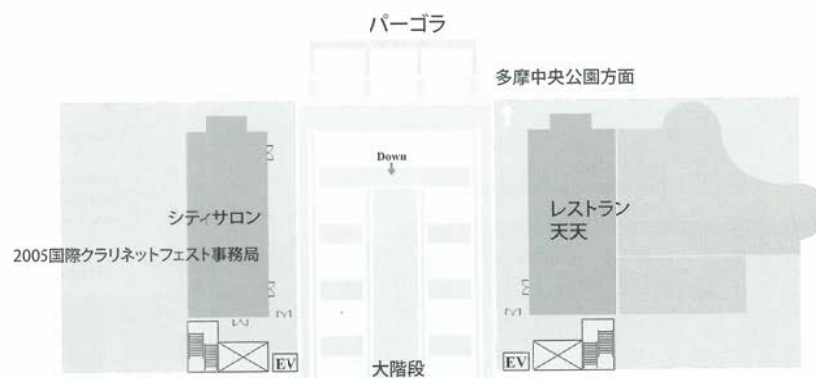 パーゴラ
多摩中央公園方面
Down
シティサロン
2005国際クラリネットフェスト事務局
レストラン
天天
大階段
EV
EV